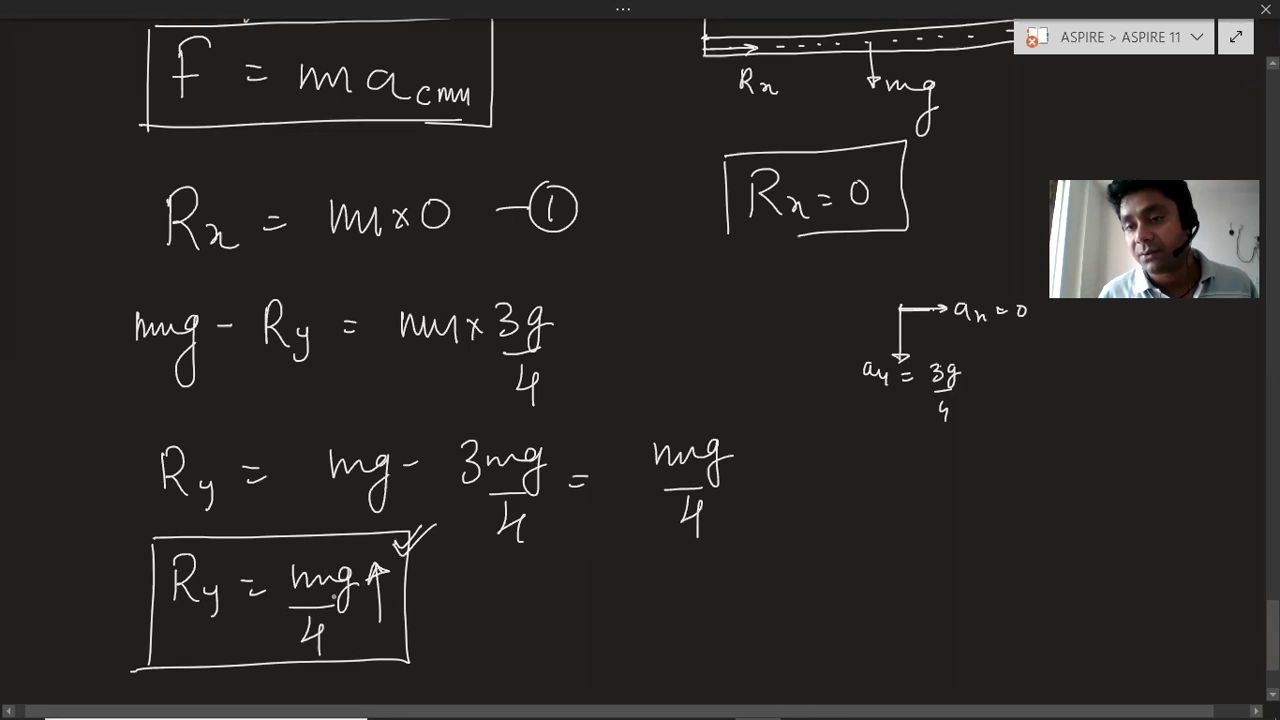 ASPIRE > ASPIRE 11
f = m a_cm
Rx
mg
Rx = 0
Rx = m × 0 —①
mg - Ry = m × 3g/4
ax = 0
ay = 3g/4
Ry = mg - 3mg/4 = mg/4
Ry = mg/4 ↑ ✓